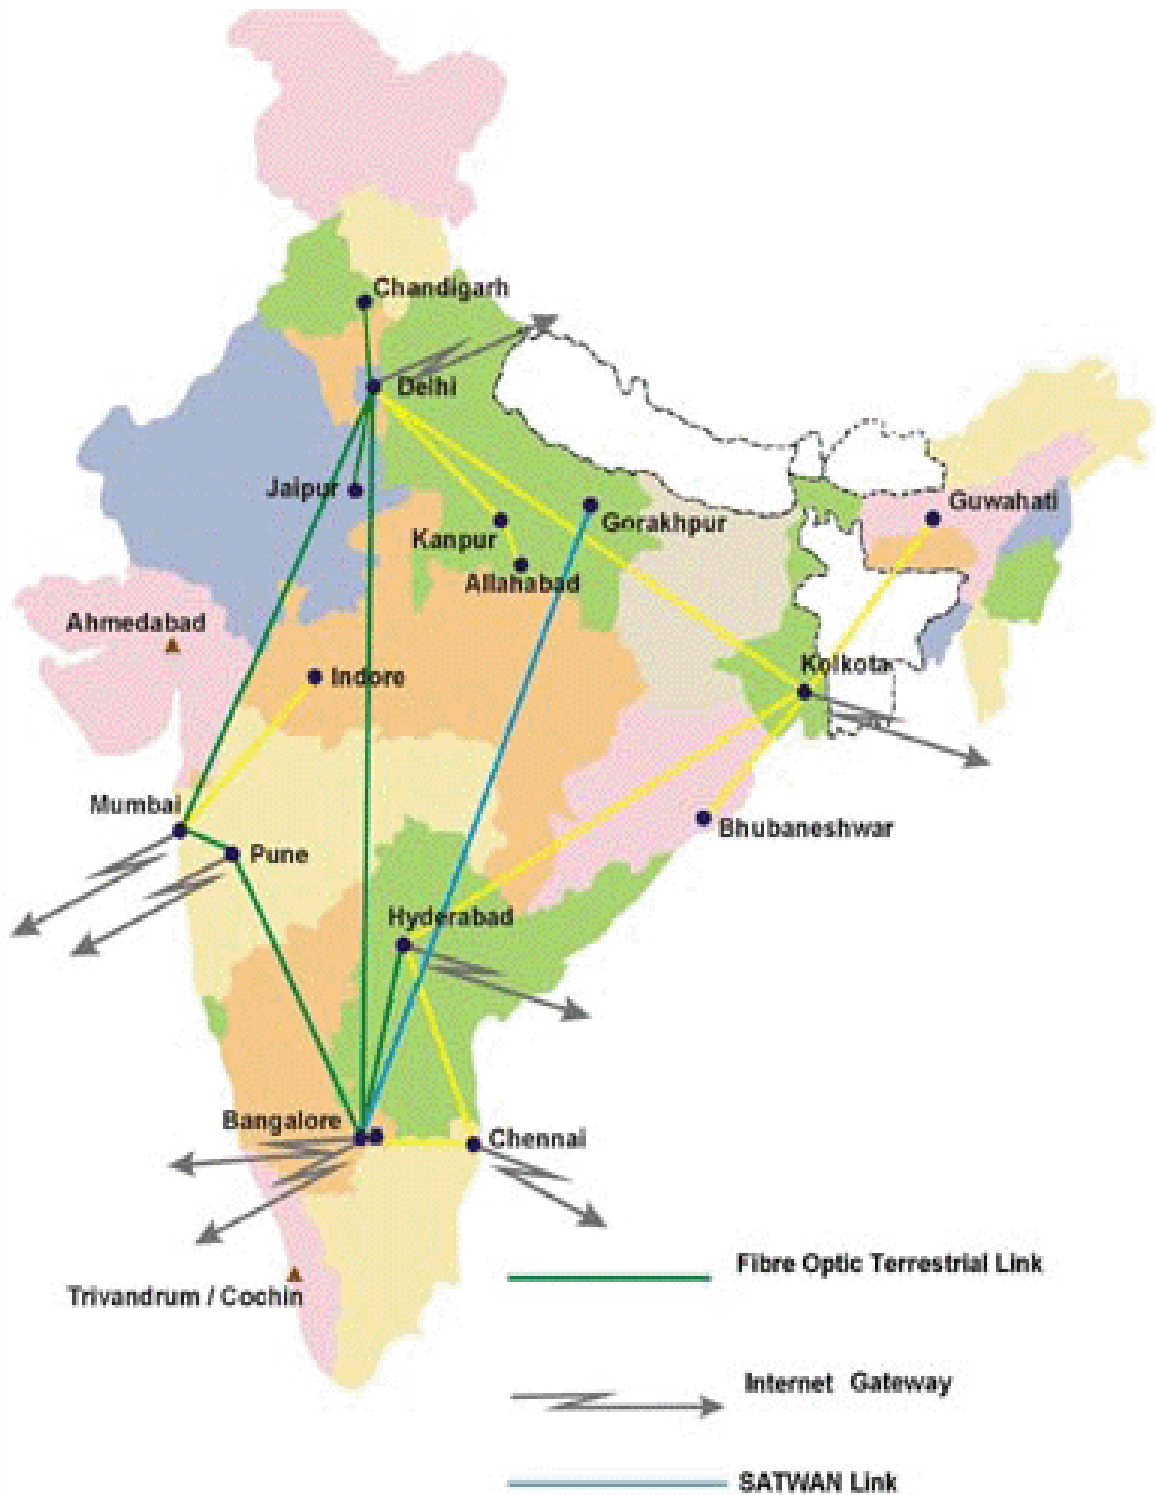 Chandigarh
Delhi
Jaipur
Guwahati
Gorakhpur
Kanpur
Allahabad
Ahmedabad
Indore
Kolkota
Mumbai
Bhubaneshwar
Pune
Hyderabad
Bangalore
Chennai
Trivandrum / Cochin
Fibre Optic Terrestrial Link
Internet Gateway
SATWAN Link